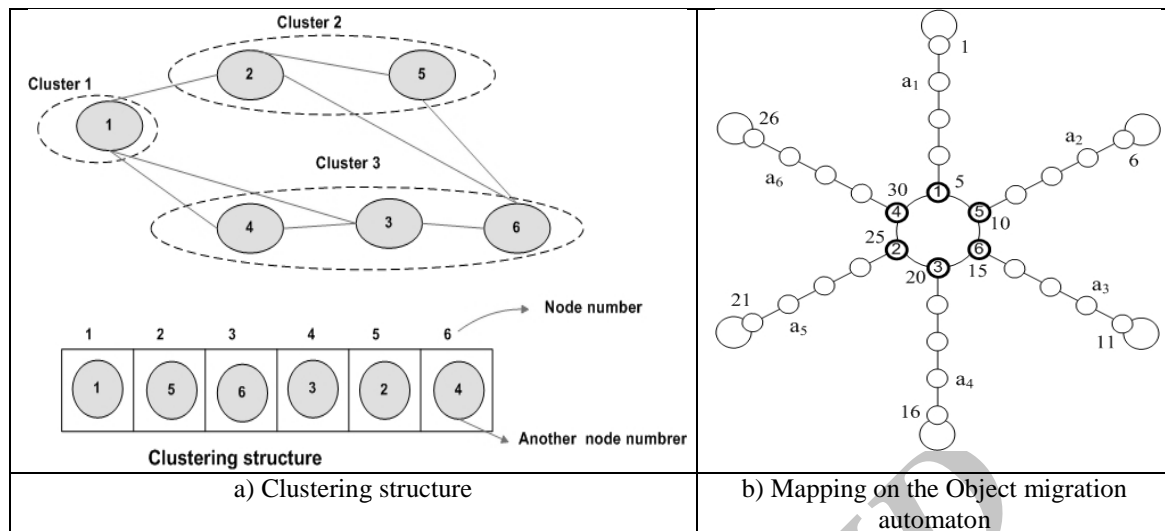 Cluster 2
Cluster 1
2
5
1
Cluster 3
4
3
6
Node number
1 2 3 4 5 6
1 5 6 3 2 4
Another node numbrer
Clustering structure
a) Clustering structure
1
a1
26
a2
6
a6
30
1
5
4
5
10
25
2
6
15
20
3
21
a3
a5
11
a4
16
b) Mapping on the Object migration
automaton